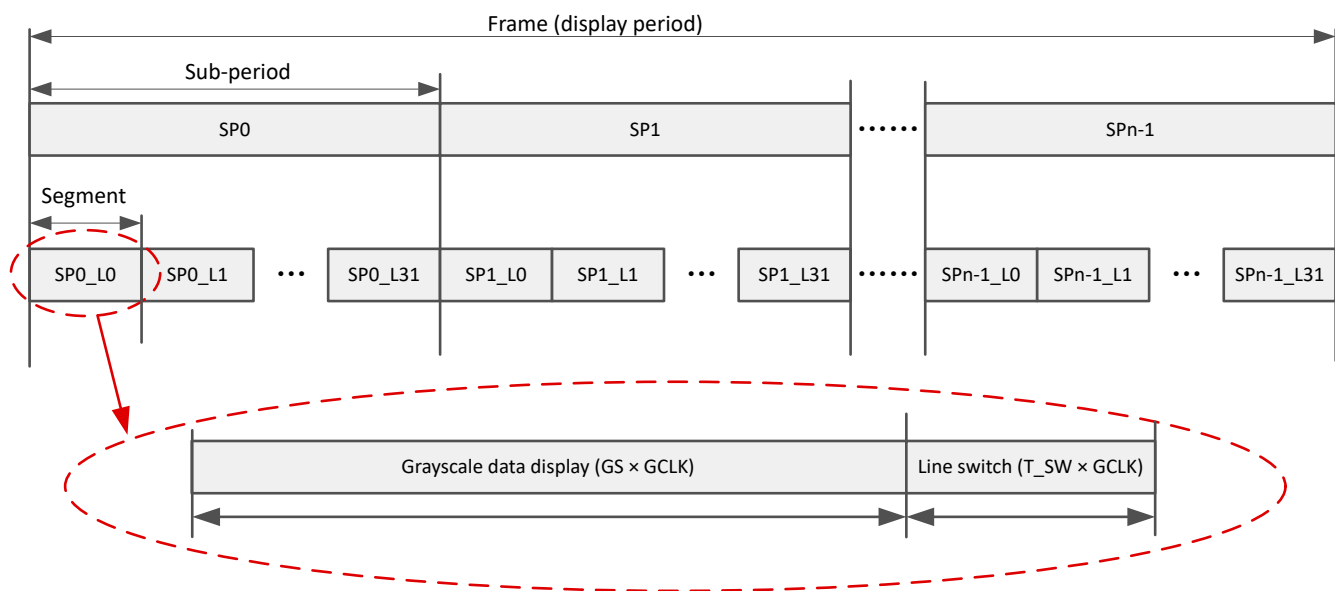 Frame (display period)
Sub-period
SP0
SP1
••••••
SPn-1
Segment
SP0_L0
SP0_L1
•••
SP0_L31
SP1_L0
SP1_L1
•••
SP1_L31
••••••
SPn-1_L0
SPn-1_L1
•••
SPn-1_L31
Grayscale data display (GS × GCLK)
Line switch (T_SW × GCLK)